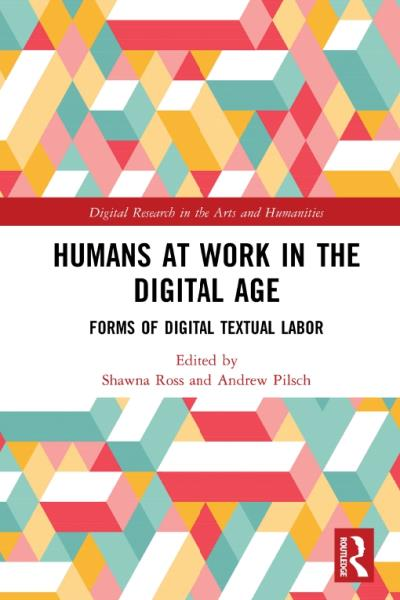 Digital Research in the Arts and Humanities
HUMANS AT WORK IN THE
DIGITAL AGE
FORMS OF DIGITAL TEXTUAL LABOR
Edited by
Shawna Ross and Andrew Pilsch
ROUTLEDGE